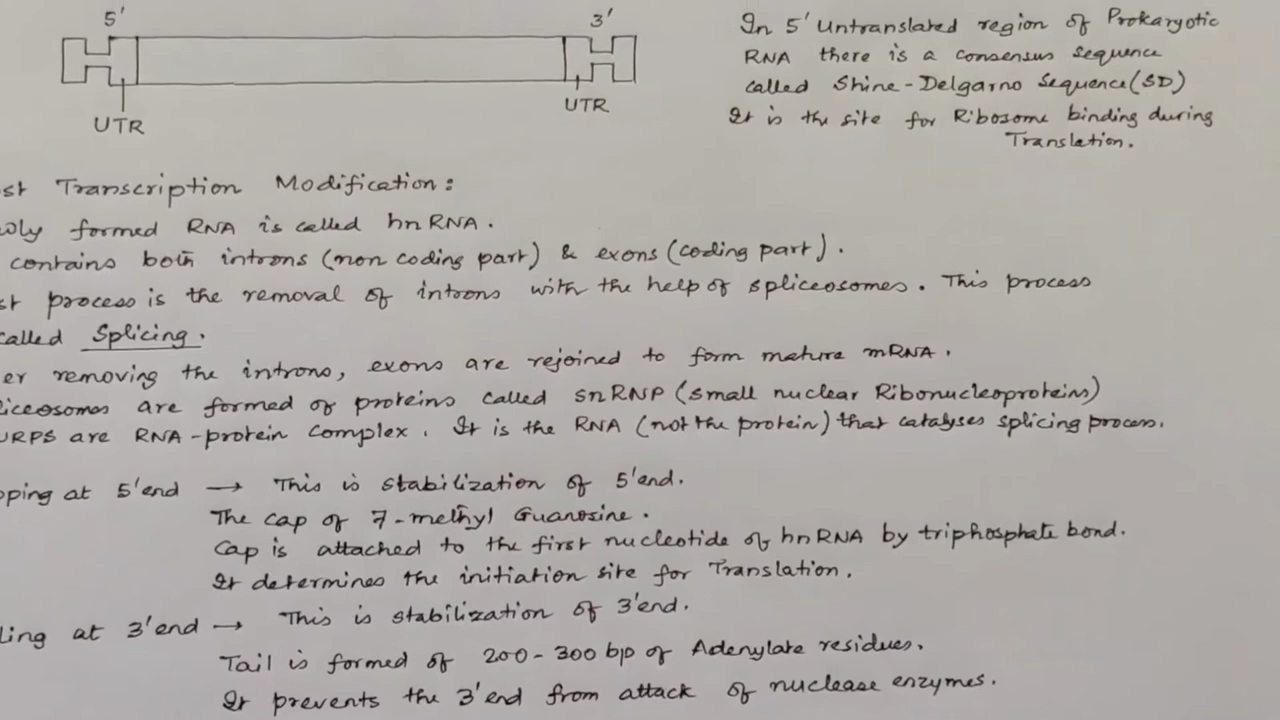 5'
3'
UTR
UTR
In 5' Untranslated region of Prokaryotic
RNA there is a consensus sequence
called Shine-Delgarno Sequence(SD)
It is the site for Ribosome binding during
Translation.
st Transcription Modification:
wly formed RNA is called hnRNA.
contains both introns (non coding part) & exons (coding part).
st process is the removal of introns with the help of spliceosomes. This process
called Splicing.
er removing the introns, exons are rejoined to form mature mRNA.
liceosomes are formed of proteins called snRNP (small nuclear Ribonucleoproteins)
URPS are RNA-protein Complex. It is the RNA (not the protein) that catalyses splicing process.
pping at 5'end → This is stabilization of 5'end.
The cap of 7-methyl Guanosine.
Cap is attached to the first nucleotide of hnRNA by triphosphate bond.
It determines the initiation site for Translation.
ling at 3'end → This is stabilization of 3'end.
Tail is formed of 200-300 bp of Adenylate residues.
It prevents the 3'end from attack of nuclease enzymes.